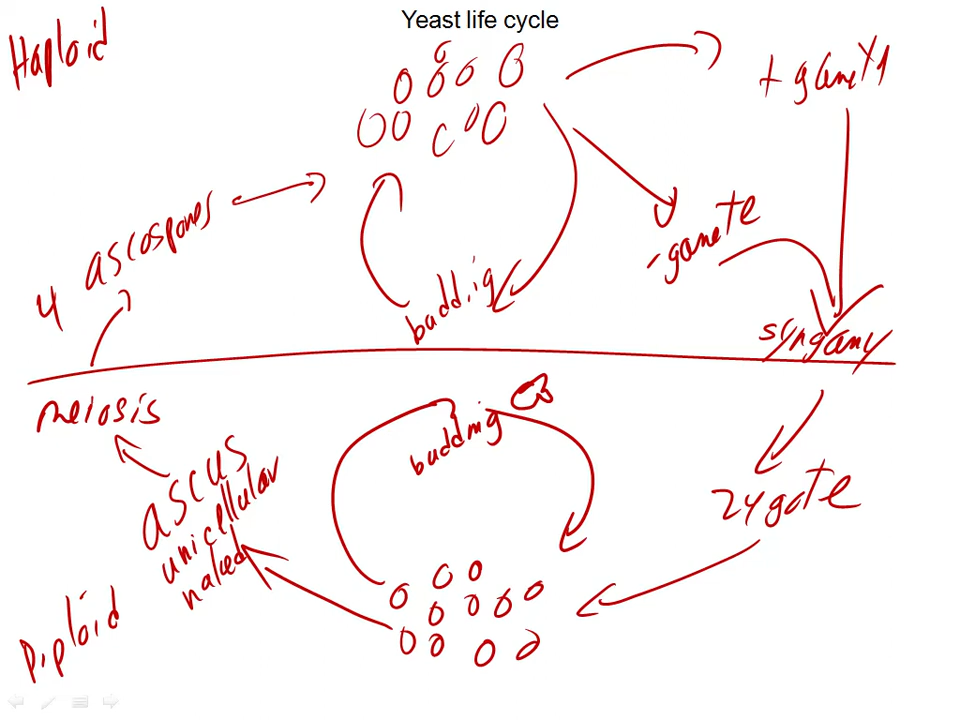 Yeast life cycle
Haploid
+ gamete
4 ascospores
-gamete
budding
syngamy
meiosis
budding
ascus
unicellular
naked
zygote
Diploid